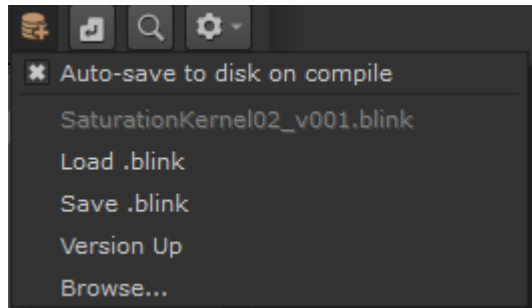 Auto-save to disk on compile
SaturationKernel02_v001.blink
Load .blink
Save .blink
Version Up
Browse...